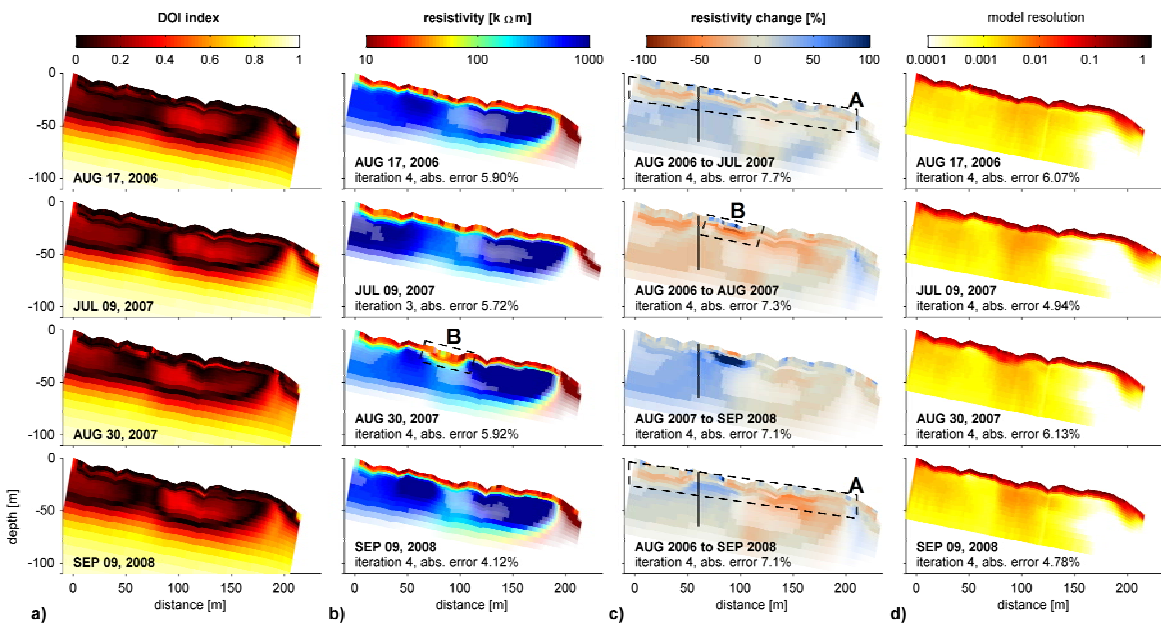 DOI index
0 0.2 0.4 0.6 0.8 1
resistivity [k Ωm]
10 100 1000
resistivity change [%]
-100 -50 0 50 100
model resolution
0.0001 0.001 0.01 0.1 1
0
-50
-100
AUG 17, 2006
AUG 17, 2006
iteration 4, abs. error 5.90%
A
AUG 2006 to JUL 2007
iteration 4, abs. error 7.7%
AUG 17, 2006
iteration 4, abs. error 6.07%
0
-50
-100
JUL 09, 2007
JUL 09, 2007
iteration 3, abs. error 5.72%
B
AUG 2006 to AUG 2007
iteration 4, abs. error 7.3%
JUL 09, 2007
iteration 4, abs. error 4.94%
0
-50
-100
AUG 30, 2007
B
AUG 30, 2007
iteration 4, abs. error 5.92%
AUG 2007 to SEP 2008
iteration 4, abs. error 7.1%
AUG 30, 2007
iteration 4, abs. error 6.13%
depth [m]
0
-50
-100
SEP 09, 2008
SEP 09, 2008
iteration 4, abs. error 4.12%
A
AUG 2006 to SEP 2008
iteration 4, abs. error 7.1%
SEP 09, 2008
iteration 4, abs. error 4.78%
0 50 100 150 200
distance [m]
0 50 100 150 200
distance [m]
0 50 100 150 200
distance [m]
0 50 100 150 200
distance [m]
a)
b)
c)
d)